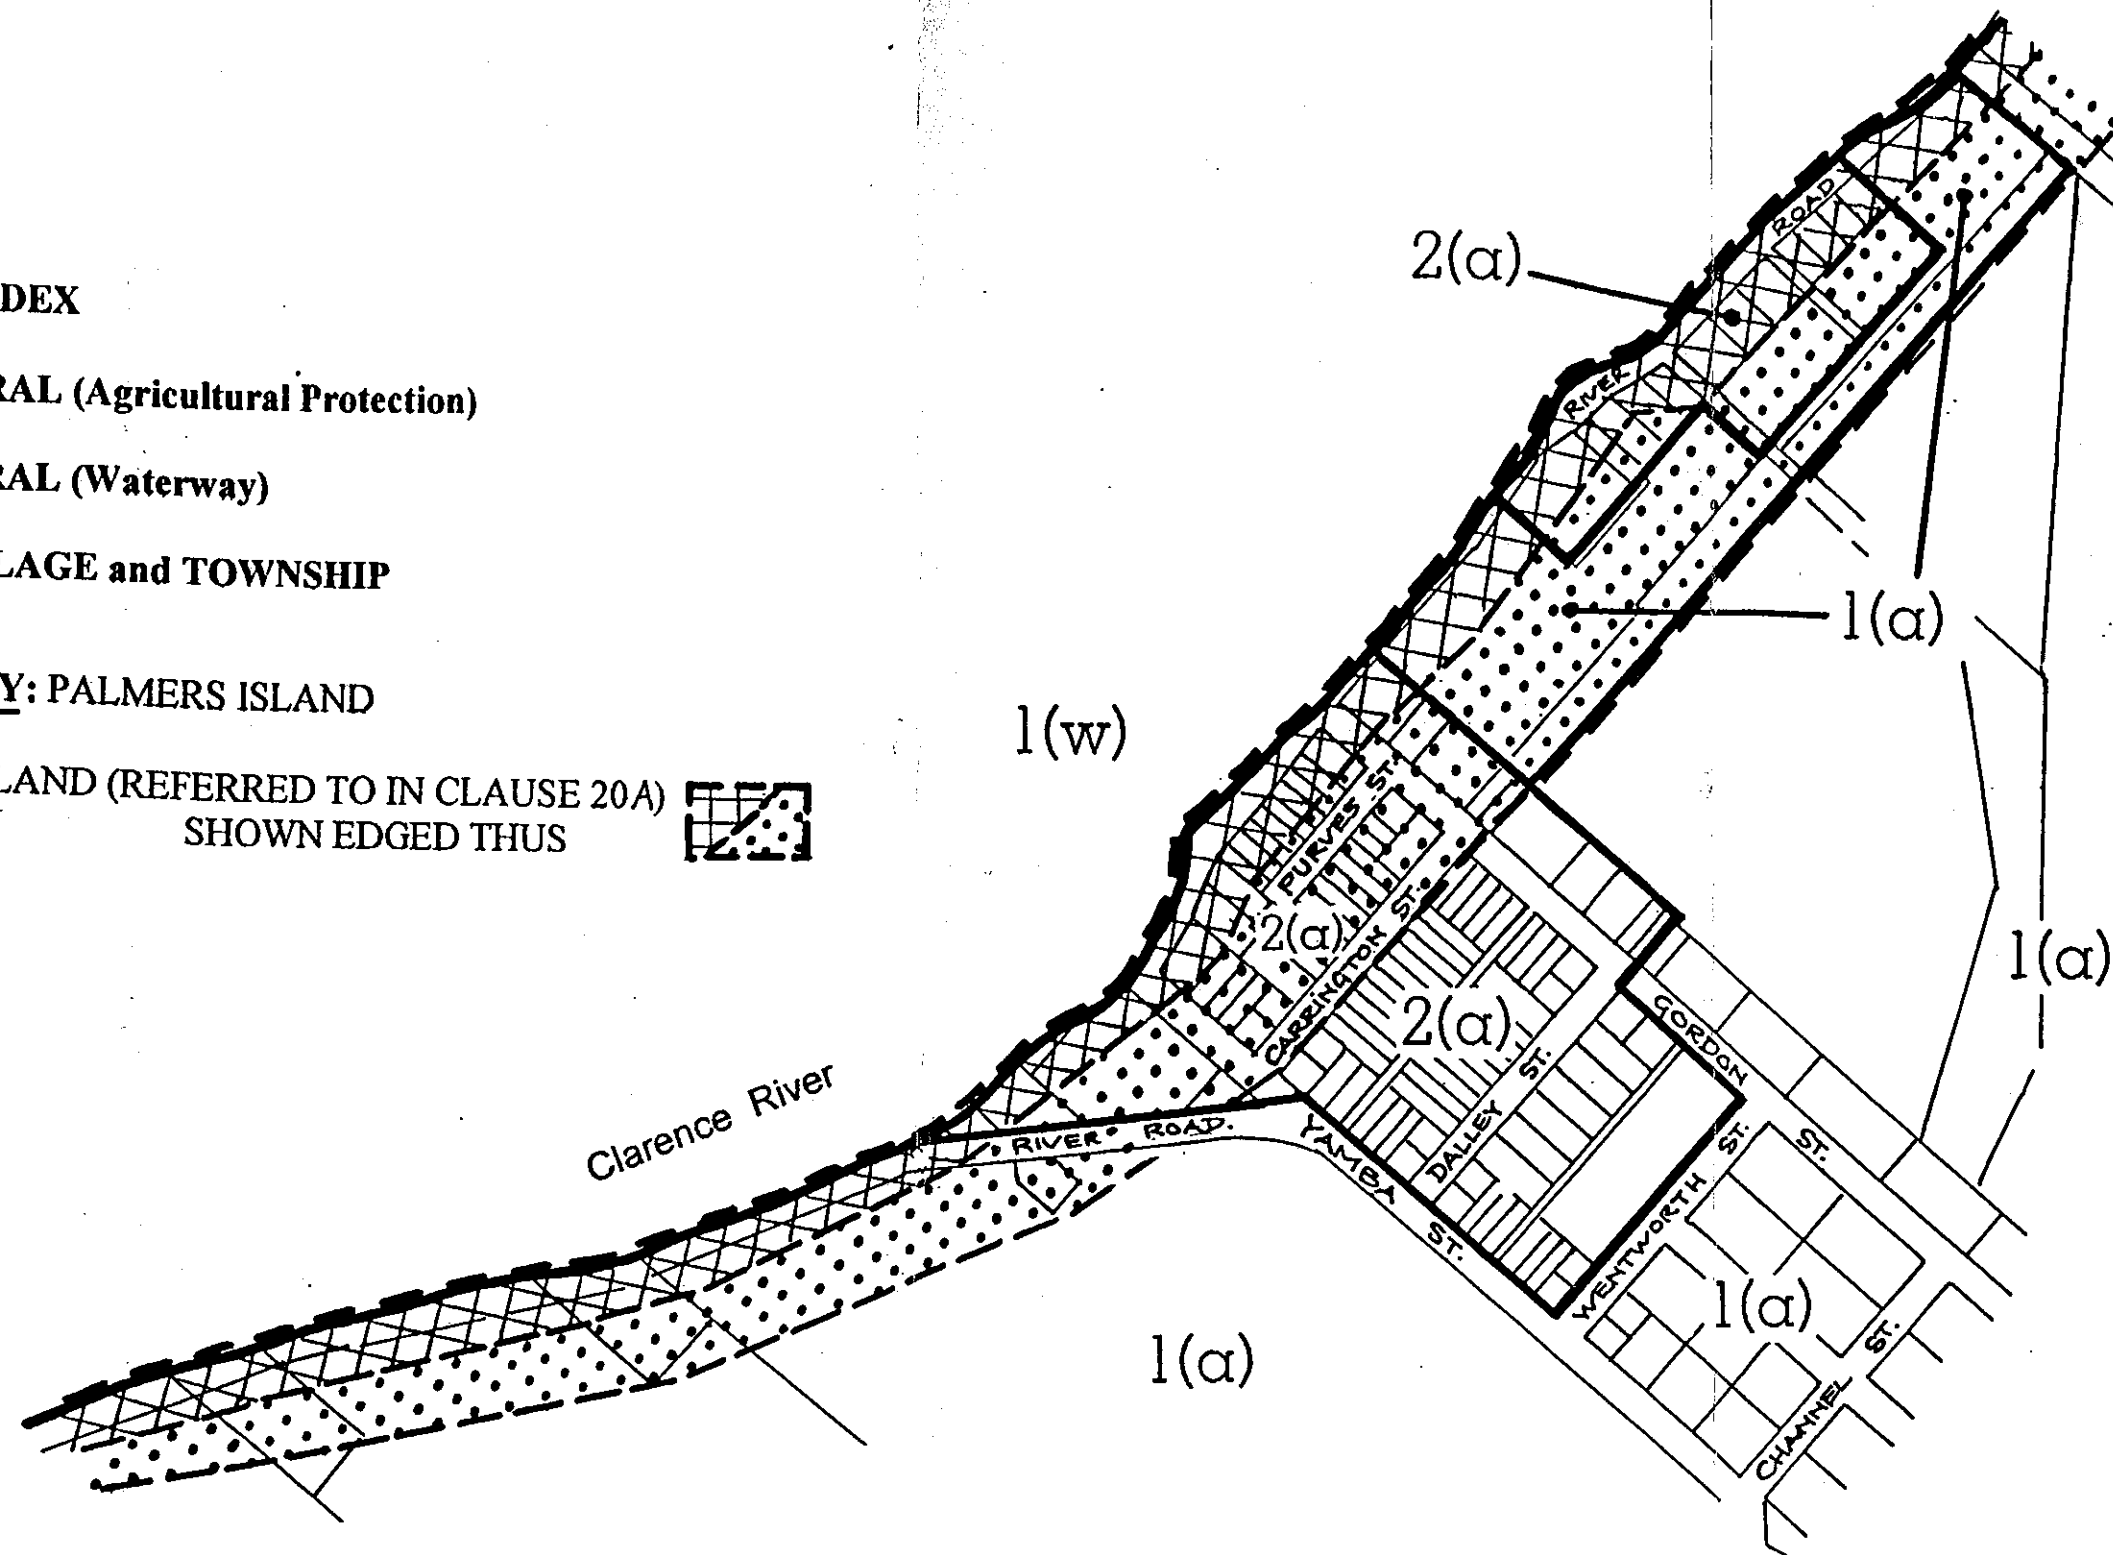 DEX
RAL (Agricultural Protection)
RAL (Waterway)
LAGE and TOWNSHIP
Y: PALMERS ISLAND
LAND (REFERRED TO IN CLAUSE 20A)
SHOWN EDGED THUS
2(a)
ROAD
RIVER
1(a)
1(w)
PURVES ST.
2(a)
CARRINGTON ST.
2(a)
1(a)
GORDON ST.
DALLEY ST.
Clarence River
RIVER ROAD.
YAMBA ST.
WENTWORTH ST.
1(a)
1(a)
CHANNEL ST.